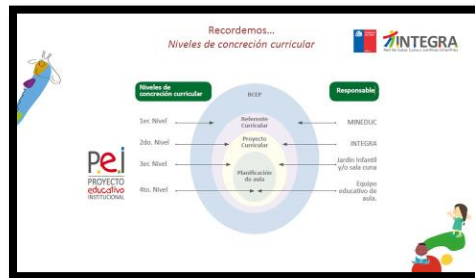 Recordemos...
Niveles de concreción curricular
INTEGRA
Niveles de
concreción curricular
BCEP
Responsable
1er. Nivel
Referente
Curricular
MINEDUC
2do. Nivel
Proyecto
Curricular
INTEGRA
3er. Nivel
Planificación
de aula
Jardín infantil
y/o sala cuna
4to. Nivel
Equipo
educativo de
aula.
P.e.i
PROYECTO
educativo
INSTITUCIONAL